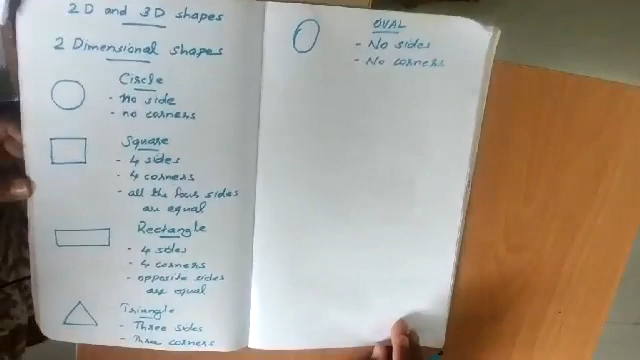 2D and 3D shapes
2 Dimensional shapes
Circle
- no side
- no corners
Square
- 4 sides
- 4 corners
- all the four sides
are equal
Rectangle
- 4 sides
- 4 corners
- opposite sides
are equal
Triangle
- Three sides
- Three corners
OVAL
- No sides
- No corners